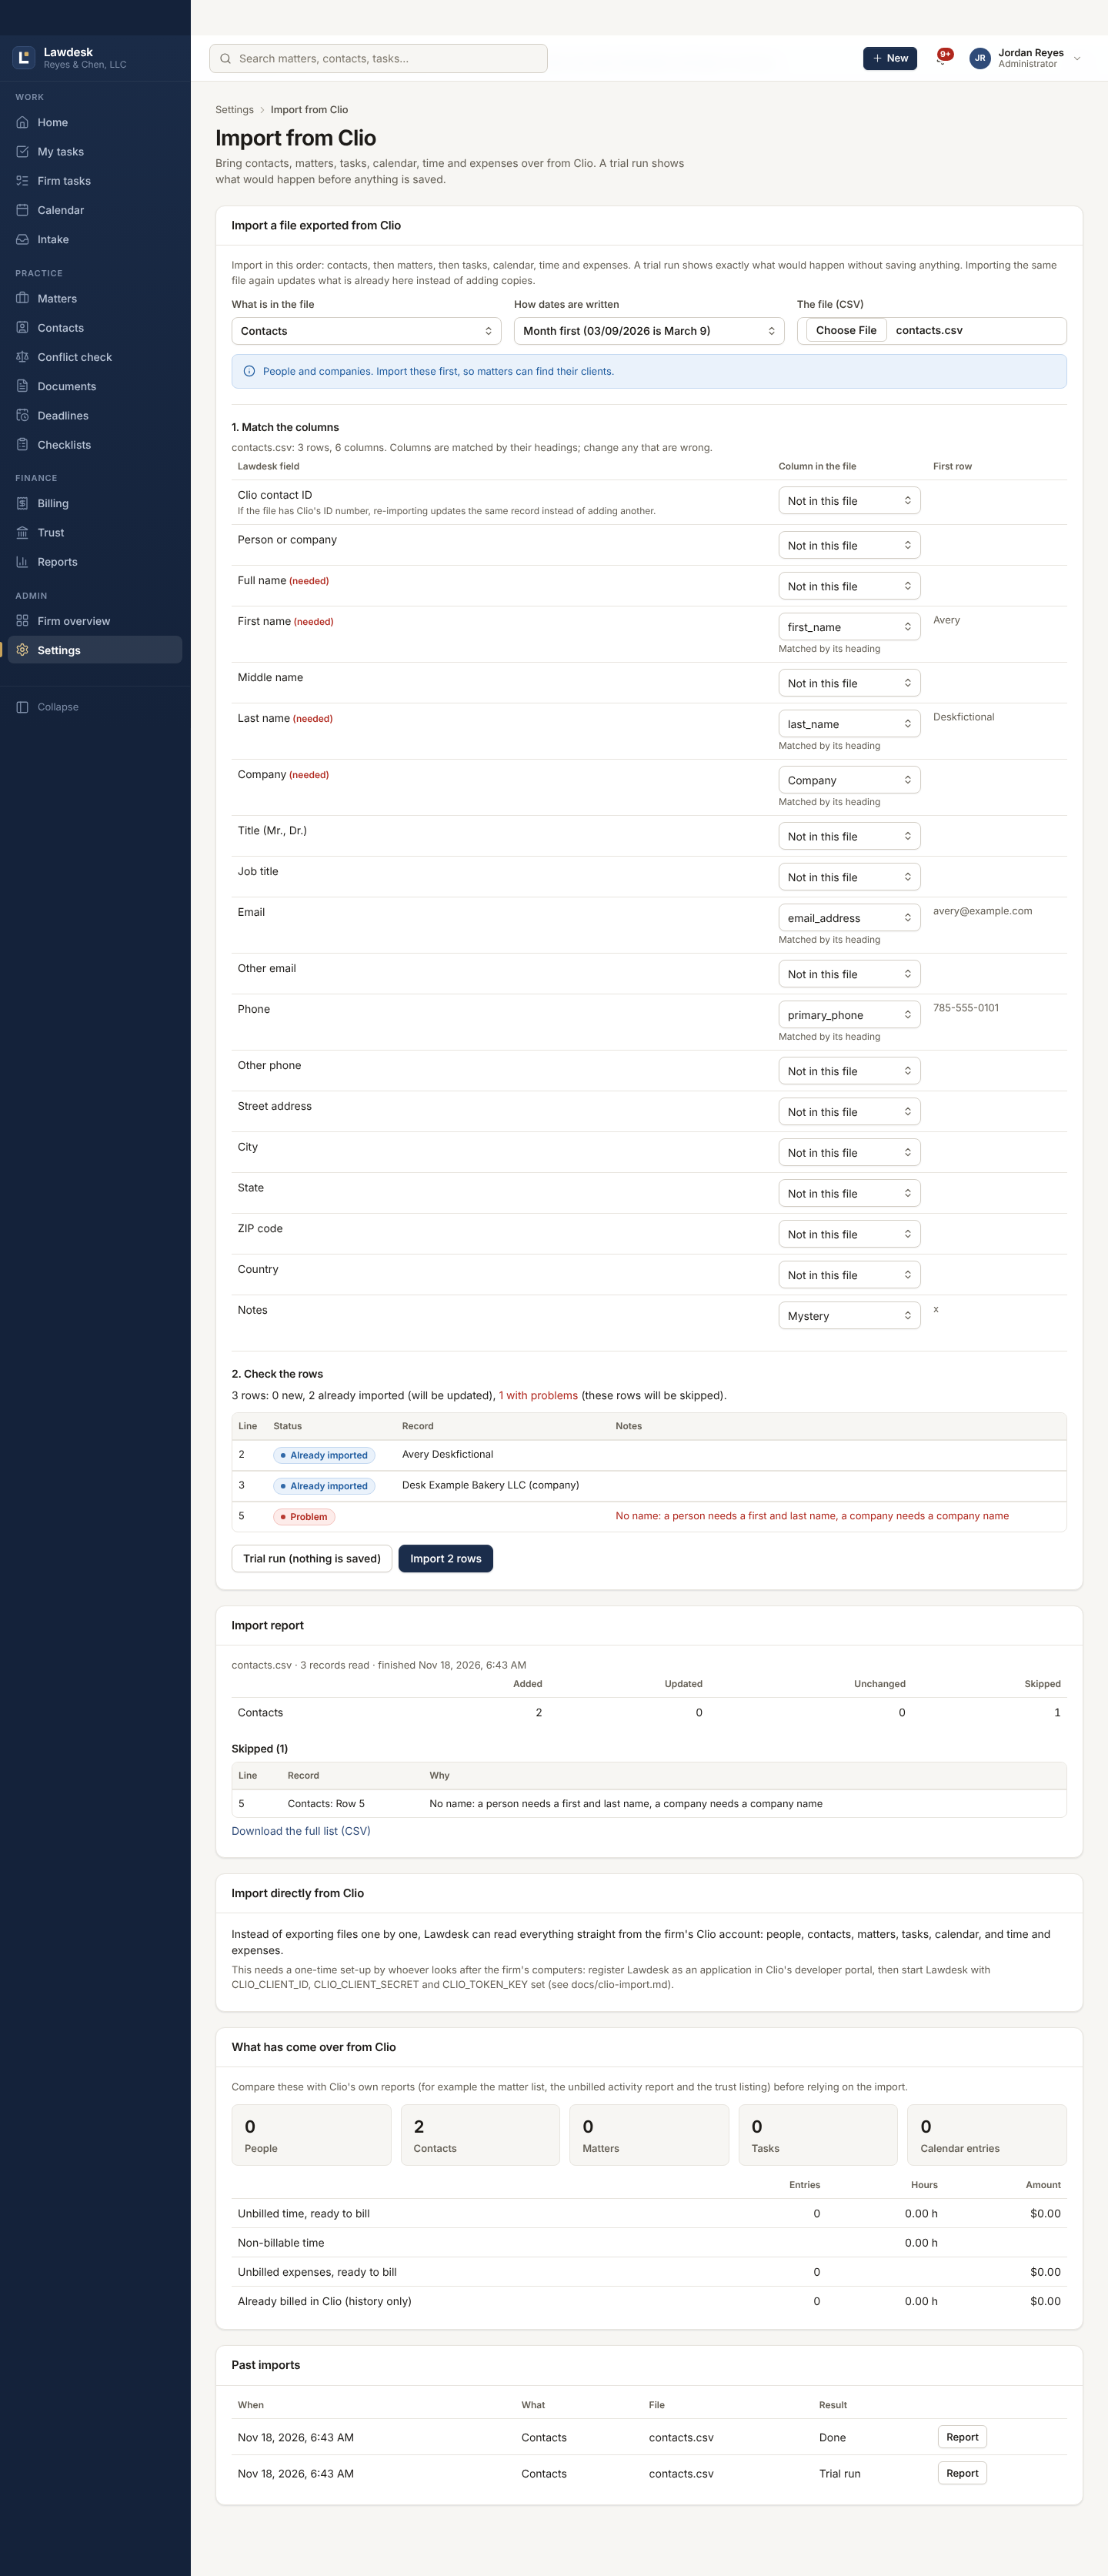 Lawdesk
Reyes & Chen, LLC
Search matters, contacts, tasks...
New
9+
JR
Jordan Reyes
Administrator
WORK
Home
My tasks
Firm tasks
Calendar
Intake
PRACTICE
Matters
Contacts
Conflict check
Documents
Deadlines
Checklists
FINANCE
Billing
Trust
Reports
ADMIN
Firm overview
Settings
Collapse
Settings > Import from Clio
Import from Clio
Bring contacts, matters, tasks, calendar, time and expenses over from Clio. A trial run shows
what would happen before anything is saved.
Import a file exported from Clio
Import in this order: contacts, then matters, then tasks, calendar, time and expenses. A trial run shows exactly what would happen without saving anything. Importing the same
file again updates what is already here instead of adding copies.
What is in the file How dates are written The file (CSV)
Contacts Month first (03/09/2026 is March 9) Choose File contacts.csv
People and companies. Import these first, so matters can find their clients.
1. Match the columns
contacts.csv: 3 rows, 6 columns. Columns are matched by their headings; change any that are wrong.
Lawdesk field Column in the file First row
Clio contact ID Not in this file
If the file has Clio's ID number, re-importing updates the same record instead of adding another.
Person or company Not in this file
Full name (needed) Not in this file
First name (needed) first_name Avery
Matched by its heading
Middle name Not in this file
Last name (needed) last_name Deskfictional
Matched by its heading
Company (needed) Company
Matched by its heading
Title (Mr., Dr.) Not in this file
Job title Not in this file
Email email_address avery@example.com
Matched by its heading
Other email Not in this file
Phone primary_phone 785-555-0101
Matched by its heading
Other phone Not in this file
Street address Not in this file
City Not in this file
State Not in this file
ZIP code Not in this file
Country Not in this file
Notes Mystery x
2. Check the rows
3 rows: 0 new, 2 already imported (will be updated), 1 with problems (these rows will be skipped).
Line Status Record Notes
2 Already imported Avery Deskfictional
3 Already imported Desk Example Bakery LLC (company)
5 Problem No name: a person needs a first and last name, a company needs a company name
Trial run (nothing is saved) Import 2 rows
Import report
contacts.csv · 3 records read · finished Nov 18, 2026, 6:43 AM
Added Updated Unchanged Skipped
Contacts 2 0 0 1
Skipped (1)
Line Record Why
5 Contacts: Row 5 No name: a person needs a first and last name, a company needs a company name
Download the full list (CSV)
Import directly from Clio
Instead of exporting files one by one, Lawdesk can read everything straight from the firm's Clio account: people, contacts, matters, tasks, calendar, and time and
expenses.
This needs a one-time set-up by whoever looks after the firm's computers: register Lawdesk as an application in Clio's developer portal, then start Lawdesk with
CLIO_CLIENT_ID, CLIO_CLIENT_SECRET and CLIO_TOKEN_KEY set (see docs/clio-import.md).
What has come over from Clio
Compare these with Clio's own reports (for example the matter list, the unbilled activity report and the trust listing) before relying on the import.
0 2 0 0 0
People Contacts Matters Tasks Calendar entries
Entries Hours Amount
Unbilled time, ready to bill 0 0.00 h $0.00
Non-billable time 0.00 h
Unbilled expenses, ready to bill 0 $0.00
Already billed in Clio (history only) 0 0.00 h $0.00
Past imports
When What File Result
Nov 18, 2026, 6:43 AM Contacts contacts.csv Done Report
Nov 18, 2026, 6:43 AM Contacts contacts.csv Trial run Report